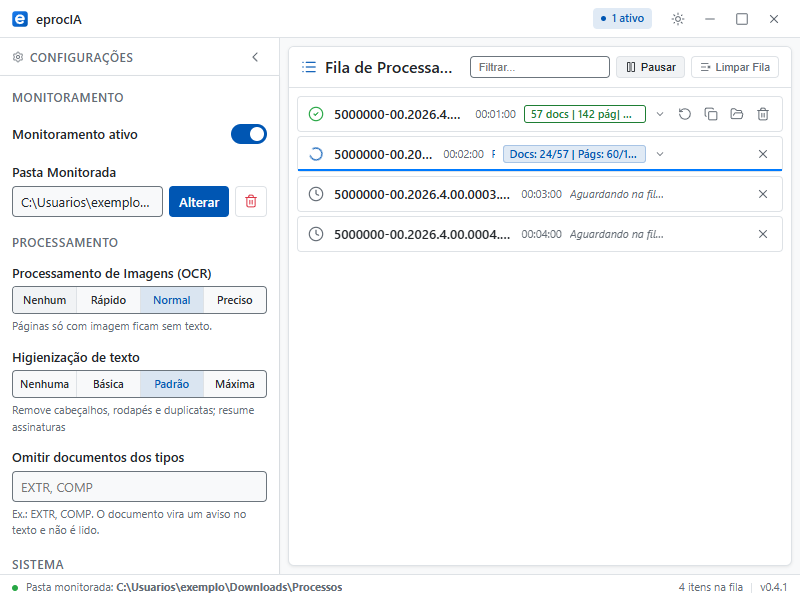 eprocIA
1 ativo
CONFIGURAÇÕES
MONITORAMENTO
Monitoramento ativo
Pasta Monitorada
C:\Usuarios\exemplo...
Alterar
PROCESSAMENTO
Processamento de Imagens (OCR)
Nenhum Rápido Normal Preciso
Páginas só com imagem ficam sem texto.
Higienização de texto
Nenhuma Básica Padrão Máxima
Remove cabeçalhos, rodapés e duplicatas; resume
assinaturas
Omitir documentos dos tipos
EXTR, COMP
Ex.: EXTR, COMP. O documento vira um aviso no
texto e não é lido.
SISTEMA
Fila de Processa...
Filtrar...
Pausar
Limpar Fila
5000000-00.2026.4.... 00:01:00 57 docs | 142 pág| ...
5000000-00.20... 00:02:00 Docs: 24/57 | Págs: 60/1...
5000000-00.2026.4.00.0003.... 00:03:00 Aguardando na fil...
5000000-00.2026.4.00.0004.... 00:04:00 Aguardando na fil...
Pasta monitorada: C:\Usuarios\exemplo\Downloads\Processos
4 itens na fila
v0.4.1